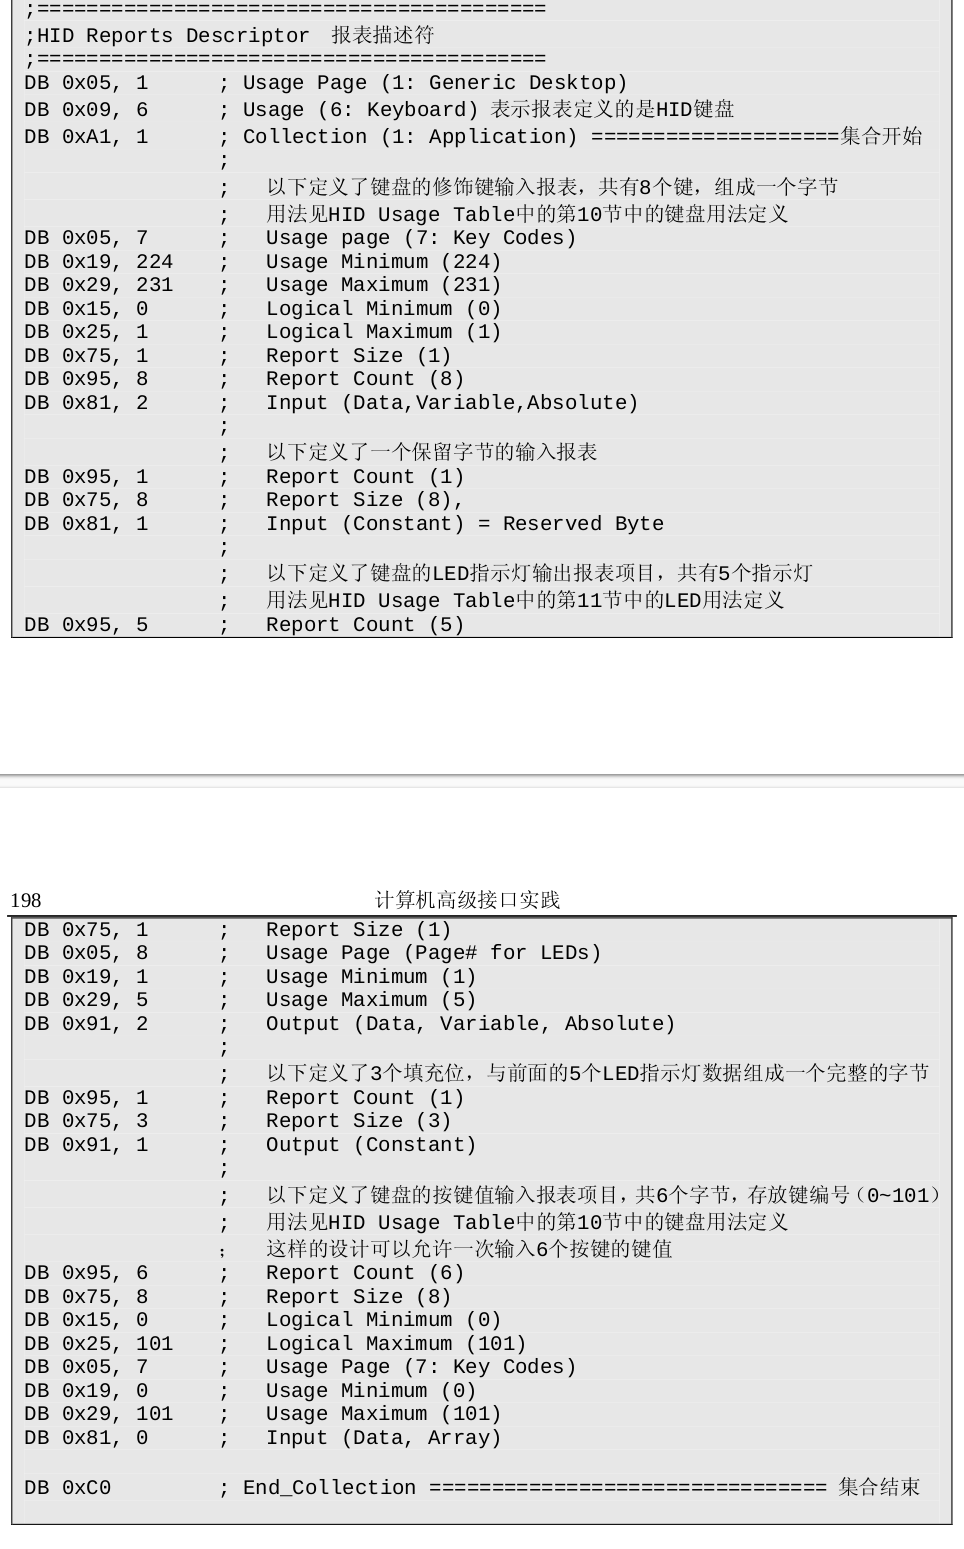 ;=========================================
;HID Reports Descriptor 报表描述符
;=========================================
DB 0x05, 1 ; Usage Page (1: Generic Desktop)
DB 0x09, 6 ; Usage (6: Keyboard) 表示报表定义的是HID键盘
DB 0xA1, 1 ; Collection (1: Application) ====================集合开始
;
; 以下定义了键盘的修饰键输入报表，共有8个键，组成一个字节
; 用法见HID Usage Table中的第10节中的键盘用法定义
DB 0x05, 7 ; Usage page (7: Key Codes)
DB 0x19, 224 ; Usage Minimum (224)
DB 0x29, 231 ; Usage Maximum (231)
DB 0x15, 0 ; Logical Minimum (0)
DB 0x25, 1 ; Logical Maximum (1)
DB 0x75, 1 ; Report Size (1)
DB 0x95, 8 ; Report Count (8)
DB 0x81, 2 ; Input (Data,Variable,Absolute)
;
; 以下定义了一个保留字节的输入报表
DB 0x95, 1 ; Report Count (1)
DB 0x75, 8 ; Report Size (8),
DB 0x81, 1 ; Input (Constant) = Reserved Byte
;
; 以下定义了键盘的LED指示灯输出报表项目，共有5个指示灯
; 用法见HID Usage Table中的第11节中的LED用法定义
DB 0x95, 5 ; Report Count (5)
198 计算机高级接口实践
DB 0x75, 1 ; Report Size (1)
DB 0x05, 8 ; Usage Page (Page# for LEDs)
DB 0x19, 1 ; Usage Minimum (1)
DB 0x29, 5 ; Usage Maximum (5)
DB 0x91, 2 ; Output (Data, Variable, Absolute)
;
; 以下定义了3个填充位，与前面的5个LED指示灯数据组成一个完整的字节
DB 0x95, 1 ; Report Count (1)
DB 0x75, 3 ; Report Size (3)
DB 0x91, 1 ; Output (Constant)
;
; 以下定义了键盘的按键值输入报表项目，共6个字节，存放键编号（0~101）
; 用法见HID Usage Table中的第10节中的键盘用法定义
; 这样的设计可以允许一次输入6个按键的键值
DB 0x95, 6 ; Report Count (6)
DB 0x75, 8 ; Report Size (8)
DB 0x15, 0 ; Logical Minimum (0)
DB 0x25, 101 ; Logical Maximum (101)
DB 0x05, 7 ; Usage Page (7: Key Codes)
DB 0x19, 0 ; Usage Minimum (0)
DB 0x29, 101 ; Usage Maximum (101)
DB 0x81, 0 ; Input (Data, Array)
DB 0xC0 ; End_Collection ================================ 集合结束